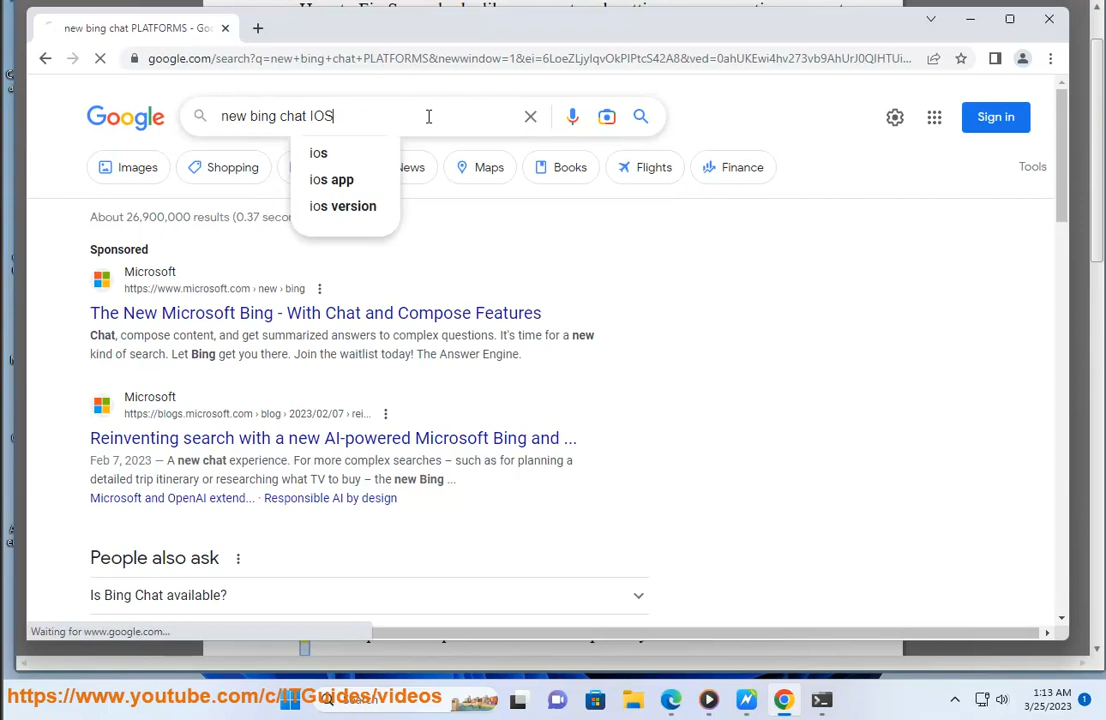 new bing chat PLATFORMS - Goo
google.com/search?q=new+bing+chat+PLATFORMS&newwindow=1&ei=6LoeZLjyIqvOkPIPtcS42A8&ved=0ahUKEwi4hv273vb9AhUrJ0QIHTUi...
Google
new bing chat IOS
Sign in
ios
ios app
ios version
Images
Shopping
News
Maps
Books
Flights
Finance
Tools
About 26,900,000 results (0.37 secon
Sponsored
Microsoft
https://www.microsoft.com › new › bing
The New Microsoft Bing - With Chat and Compose Features
Chat, compose content, and get summarized answers to complex questions. It's time for a new
kind of search. Let Bing get you there. Join the waitlist today! The Answer Engine.
Microsoft
https://blogs.microsoft.com › blog › 2023/02/07 › rei...
Reinventing search with a new AI-powered Microsoft Bing and ...
Feb 7, 2023 — A new chat experience. For more complex searches – such as for planning a
detailed trip itinerary or researching what TV to buy – the new Bing ...
Microsoft and OpenAI extend... · Responsible AI by design
People also ask
Is Bing Chat available?
Waiting for www.google.com...
https://www.youtube.com/c/ITGuides/videos
Search
1:13 AM
3/25/2023
1